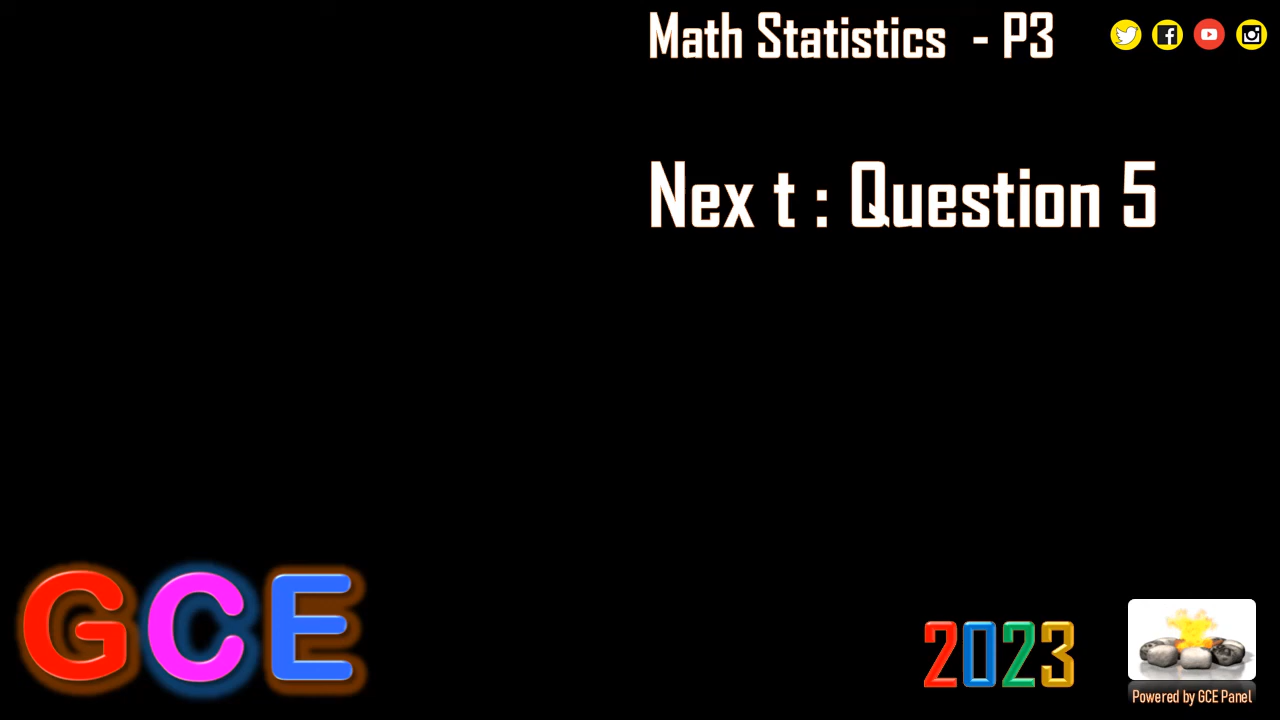 Math Statistics - P3
Nex t : Question 5
GCE
2023
Powered by GCE Panel